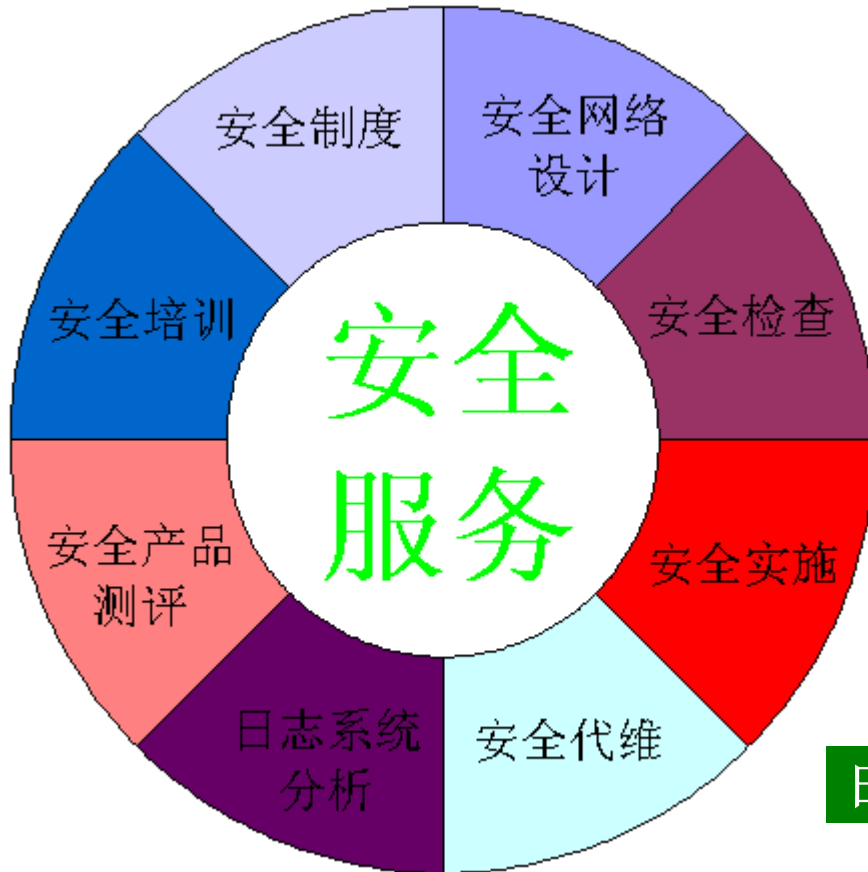 安全制度
安全网络
设计
安全培训
安全检查
安全
服务
安全产品
测评
安全实施
日志系统
分析
安全代维